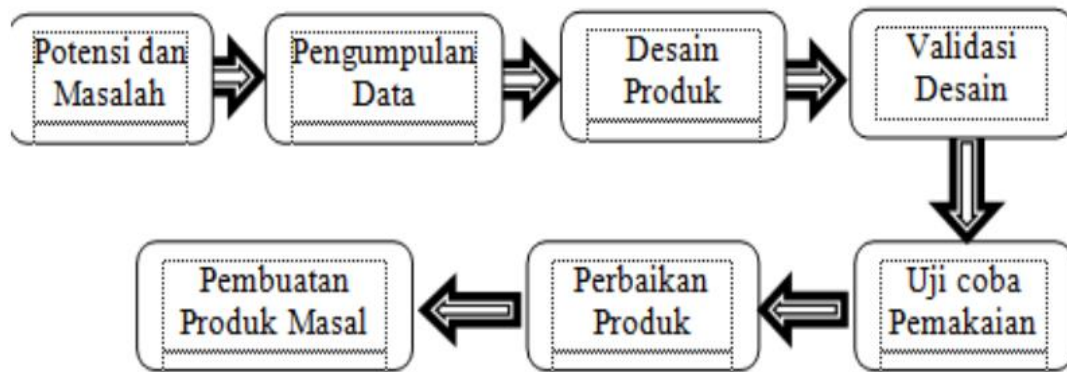 Potensi dan
Masalah
Pengumpulan
Data
Desain
Produk
Validasi
Desain
Uji coba
Pemakaian
Perbaikan
Produk
Pembuatan
Produk Masal